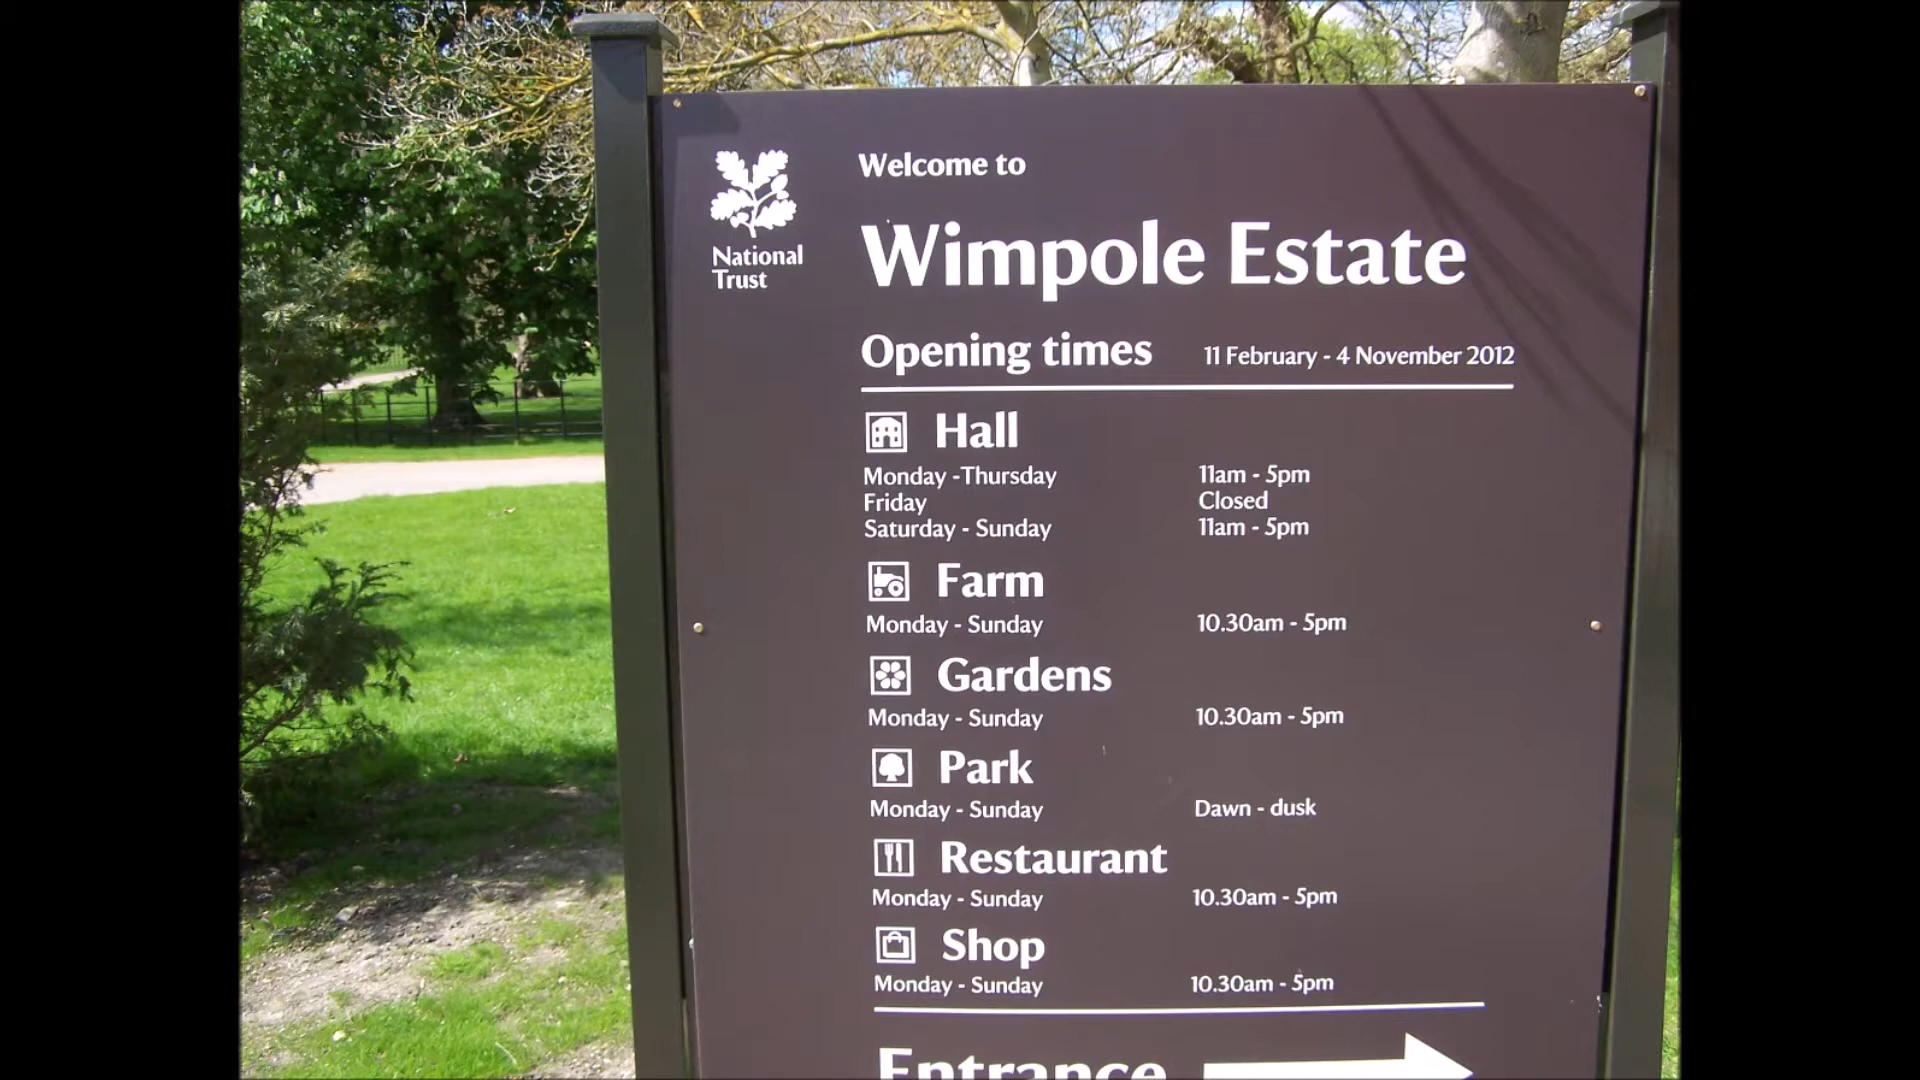 National
Trust
Welcome to
Wimpole Estate
Opening times 11 February - 4 November 2012
Hall
Monday -Thursday 11am - 5pm
Friday Closed
Saturday - Sunday 11am - 5pm
Farm
Monday - Sunday 10.30am - 5pm
Gardens
Monday - Sunday 10.30am - 5pm
Park
Monday - Sunday Dawn - dusk
Restaurant
Monday - Sunday 10.30am - 5pm
Shop
Monday - Sunday 10.30am - 5pm
Entrance